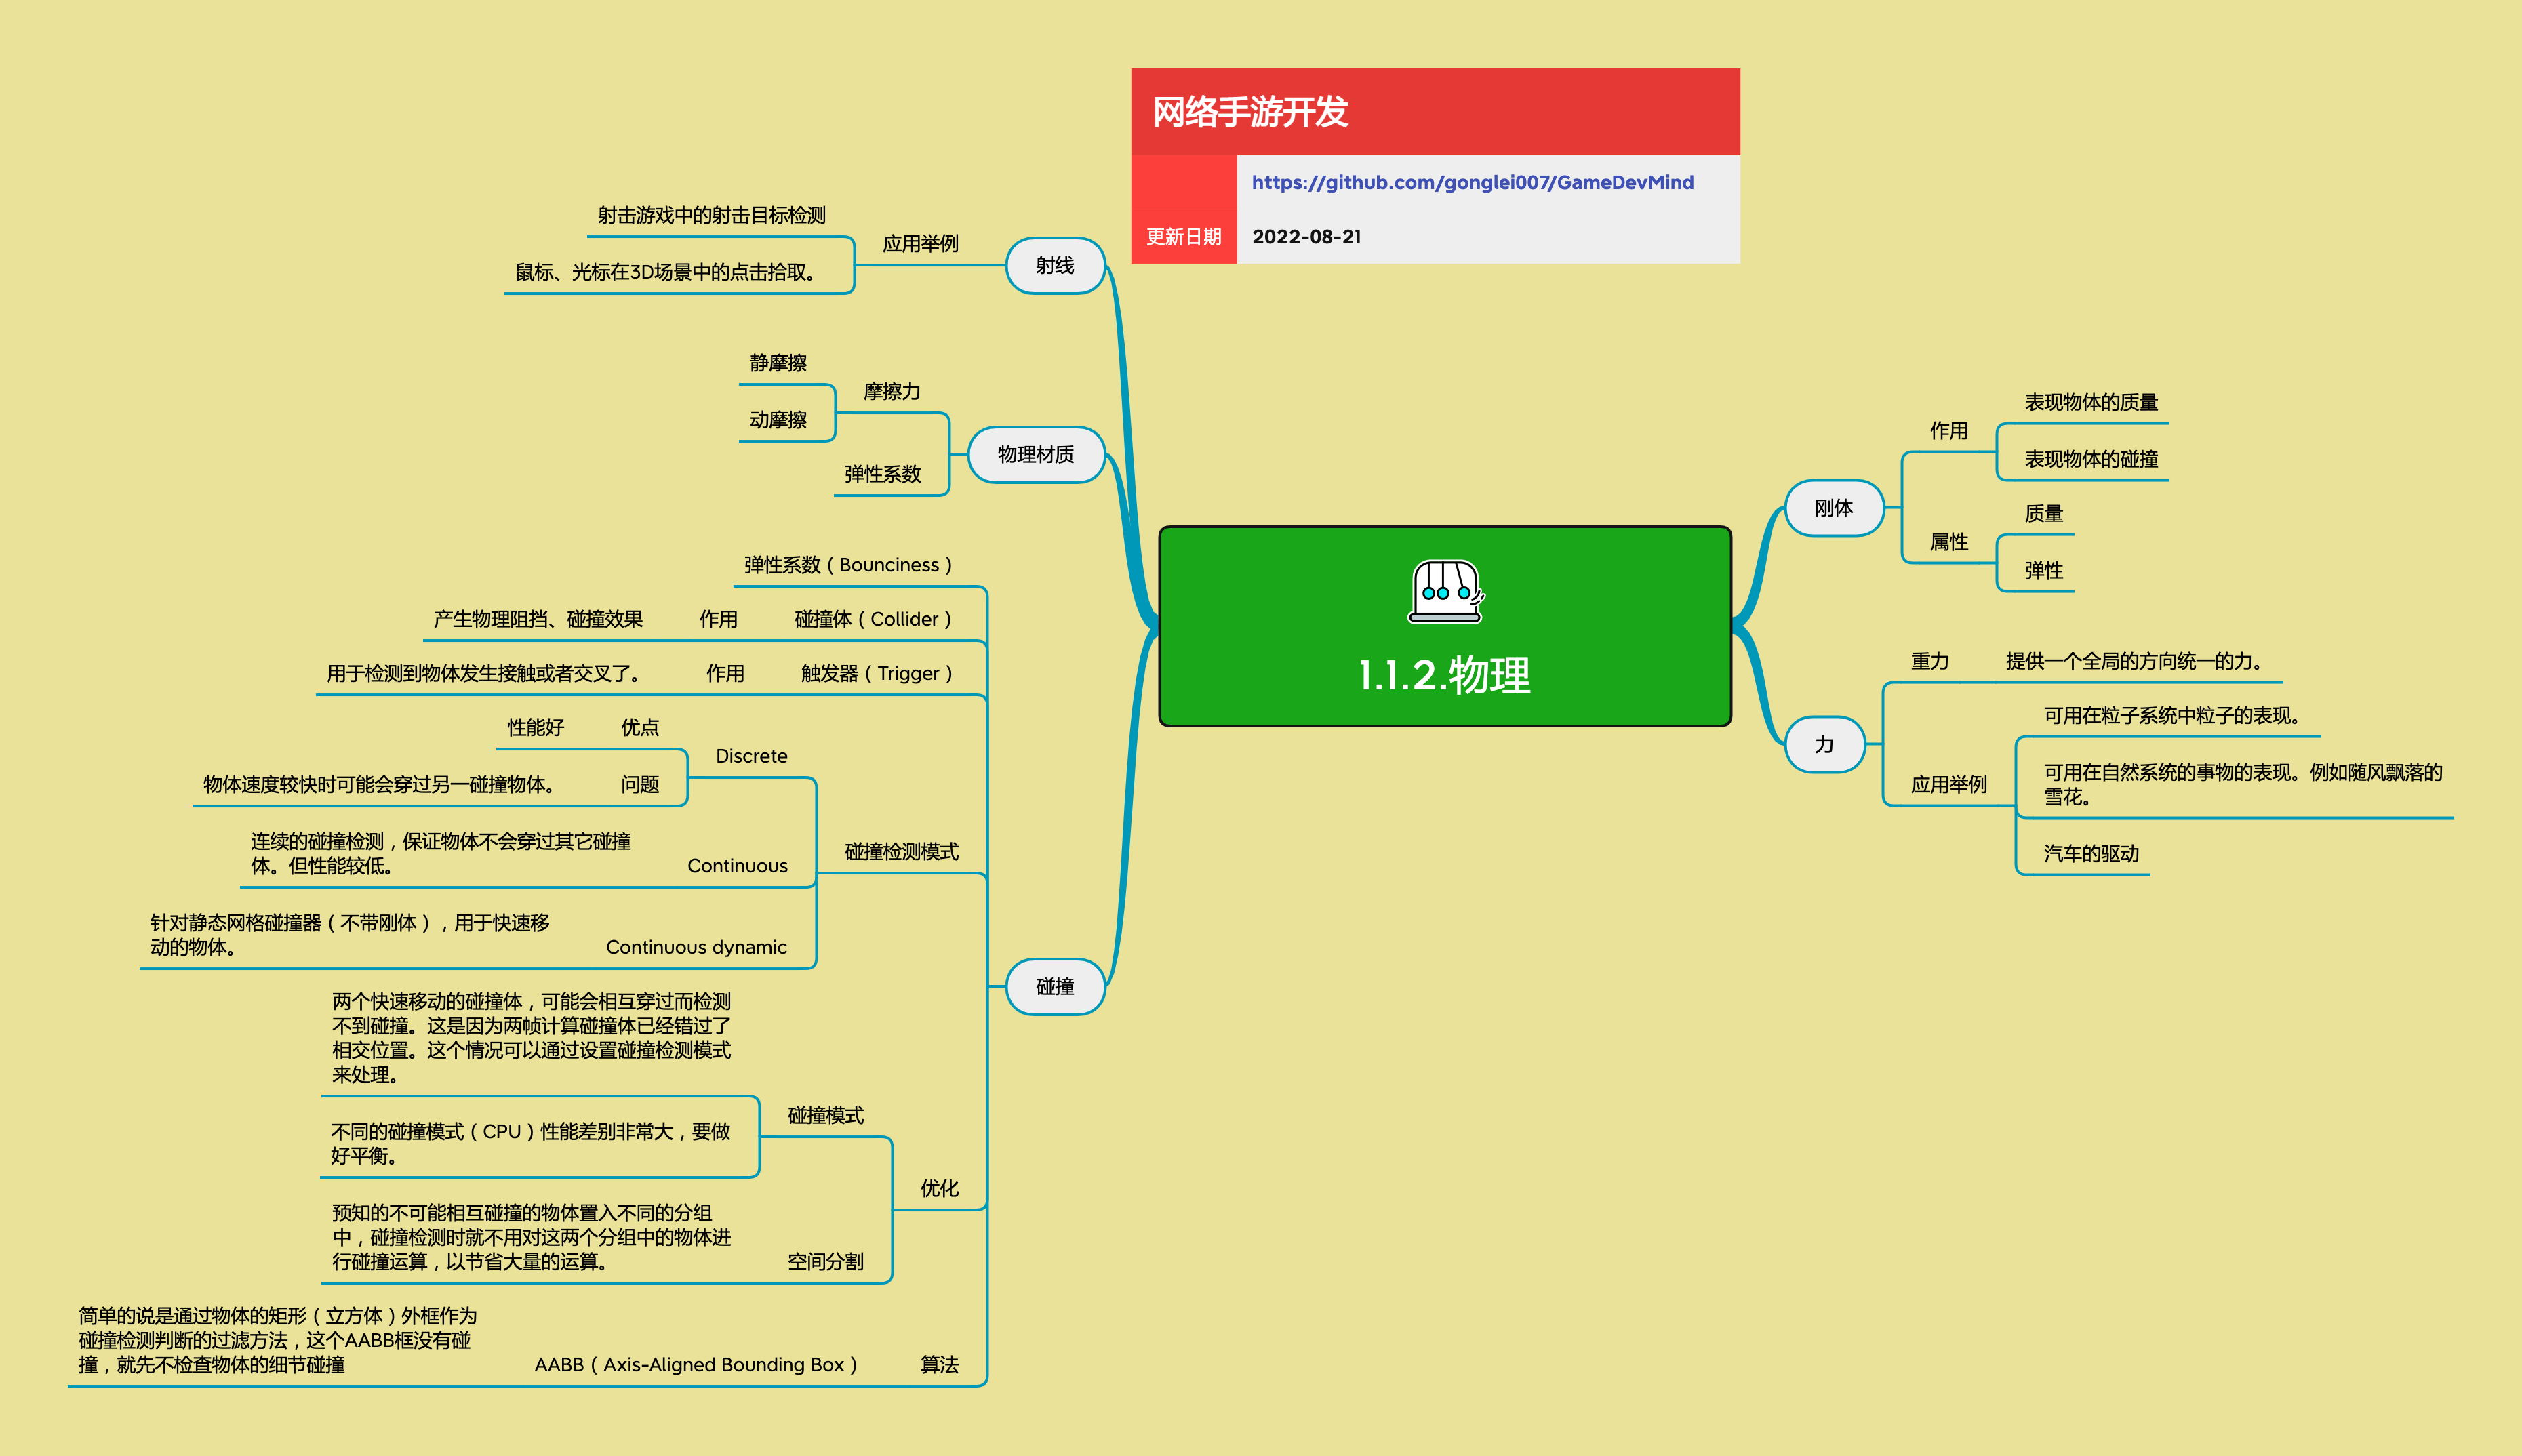 网络手游开发
https://github.com/gonglei007/GameDevMind
更新日期
2022-08-21
1.1.2.物理
射线
应用举例
射击游戏中的射击目标检测
鼠标、光标在3D场景中的点击拾取。
物理材质
摩擦力
静摩擦
动摩擦
弹性系数
碰撞
弹性系数（Bounciness）
碰撞体（Collider）
作用
产生物理阻挡、碰撞效果
触发器（Trigger）
作用
用于检测到物体发生接触或者交叉了。
碰撞检测模式
Discrete
优点
性能好
问题
物体速度较快时可能会穿过另一碰撞物体。
Continuous
连续的碰撞检测，保证物体不会穿过其它碰撞
体。但性能较低。
Continuous dynamic
针对静态网格碰撞器（不带刚体），用于快速移
动的物体。
优化
碰撞模式
两个快速移动的碰撞体，可能会相互穿过而检测
不到碰撞。这是因为两帧计算碰撞体已经错过了
相交位置。这个情况可以通过设置碰撞检测模式
来处理。
不同的碰撞模式（CPU）性能差别非常大，要做
好平衡。
空间分割
预知的不可能相互碰撞的物体置入不同的分组
中，碰撞检测时就不用对这两个分组中的物体进
行碰撞运算，以节省大量的运算。
算法
AABB（Axis-Aligned Bounding Box）
简单的说是通过物体的矩形（立方体）外框作为
碰撞检测判断的过滤方法，这个AABB框没有碰
撞，就先不检查物体的细节碰撞
刚体
作用
表现物体的质量
表现物体的碰撞
属性
质量
弹性
力
重力
提供一个全局的方向统一的力。
应用举例
可用在粒子系统中粒子的表现。
可用在自然系统的事物的表现。例如随风飘落的
雪花。
汽车的驱动